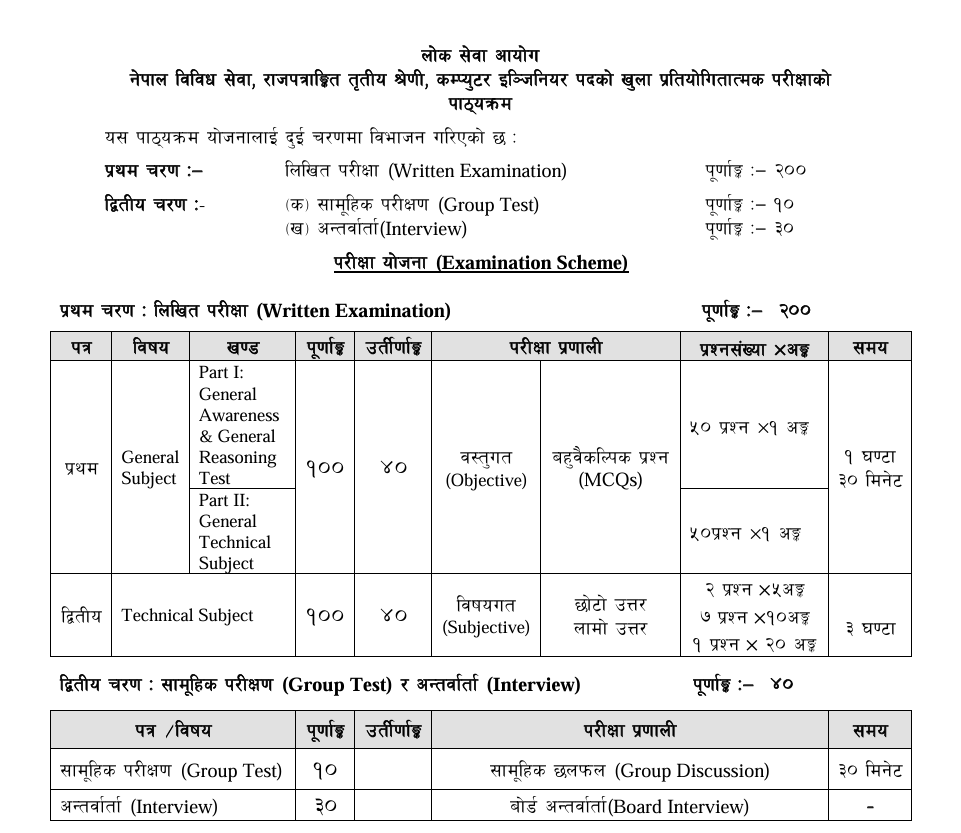 लोक सेवा आयोग
नेपाल विविध सेवा, राजपत्राङ्कित तृतीय श्रेणी, कम्प्युटर इञ्जिनियर पदको खुला प्रतियोगितात्मक परीक्षाको
पाठ्यक्रम
यस पाठ्यक्रम योजनालाई दुई चरणमा विभाजन गरिएको छ :
प्रथम चरण :– लिखित परीक्षा (Written Examination) पूर्णाङ्क :– २००
द्वितीय चरण :- (क) सामूहिक परीक्षण (Group Test) पूर्णाङ्क :– १०
(ख) अन्तर्वार्ता(Interview) पूर्णाङ्क :– ३०
परीक्षा योजना (Examination Scheme)
प्रथम चरण : लिखित परीक्षा (Written Examination) पूर्णाङ्क :– २००
पत्र विषय खण्ड पूर्णाङ्क उर्तीर्णाङ्क परीक्षा प्रणाली प्रश्नसंख्या ×अङ्क समय
प्रथम
General
Subject
Part I:
General
Awareness
& General
Reasoning
Test
Part II:
General
Technical
Subject
१००
४०
वस्तुगत
(Objective)
बहुवैकल्पिक प्रश्न
(MCQs)
५० प्रश्न ×१ अङ्क
५०प्रश्न ×१ अङ्क
१ घण्टा
३० मिनेट
द्वितीय
Technical Subject
१००
४०
विषयगत
(Subjective)
छोटो उत्तर
लामो उत्तर
२ प्रश्न ×५अङ्क
७ प्रश्न ×१०अङ्क
१ प्रश्न × २० अङ्क
३ घण्टा
द्वितीय चरण : सामूहिक परीक्षण (Group Test) र अन्तर्वार्ता (Interview) पूर्णाङ्क :– ४०
पत्र /विषय पूर्णाङ्क उर्तीर्णाङ्क परीक्षा प्रणाली समय
सामूहिक परीक्षण (Group Test) १० सामूहिक छलफल (Group Discussion) ३० मिनेट
अन्तर्वार्ता (Interview) ३० बोर्ड अन्तर्वार्ता(Board Interview) -